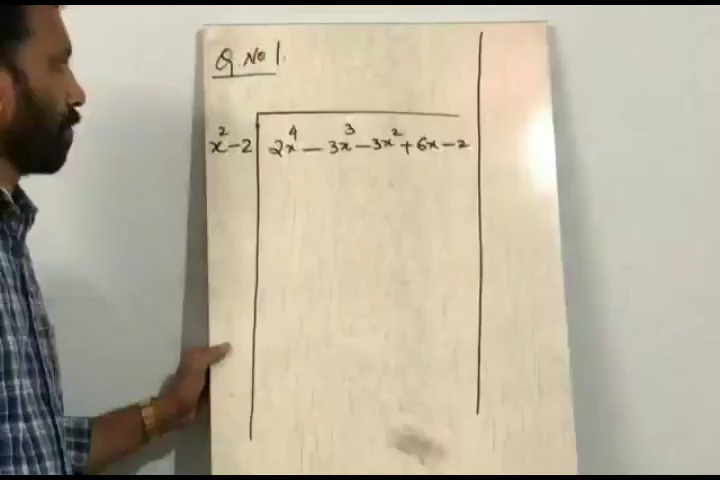 Q. No 1.
x² - 2 2x⁴ - 3x³ - 3x² + 6x - 2